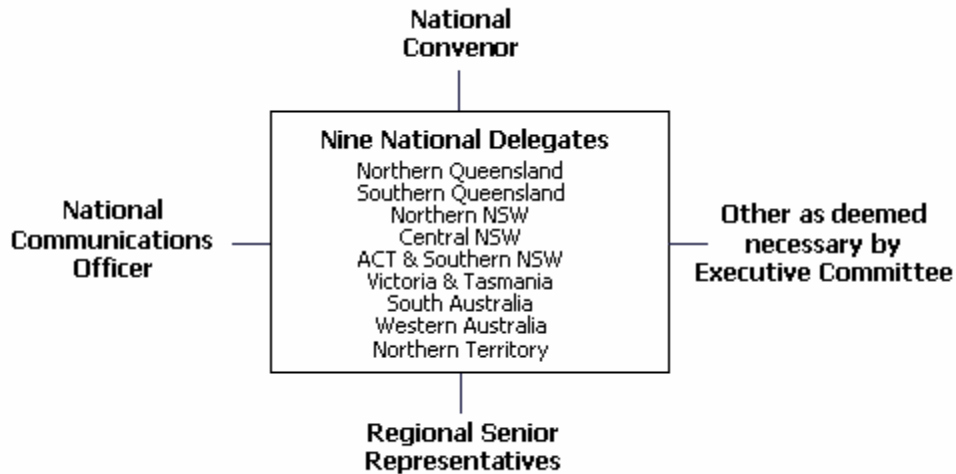 National
Convenor
Nine National Delegates
Northern Queensland
Southern Queensland
Northern NSW
Central NSW
ACT & Southern NSW
Victoria & Tasmania
South Australia
Western Australia
Northern Territory
National
Communications
Officer
Other as deemed
necessary by
Executive Committee
Regional Senior
Representatives